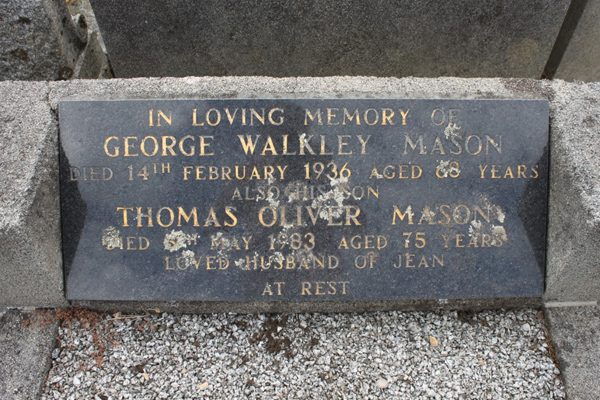 IN LOVING MEMORY OF
GEORGE WALKLEY MASON
DIED 14TH FEBRUARY 1936 AGED 68 YEARS
ALSO HIS SON
THOMAS OLIVER MASON
DIED MAY 1983 AGED 75 YEARS
LOVED HUSBAND OF JEAN
AT REST